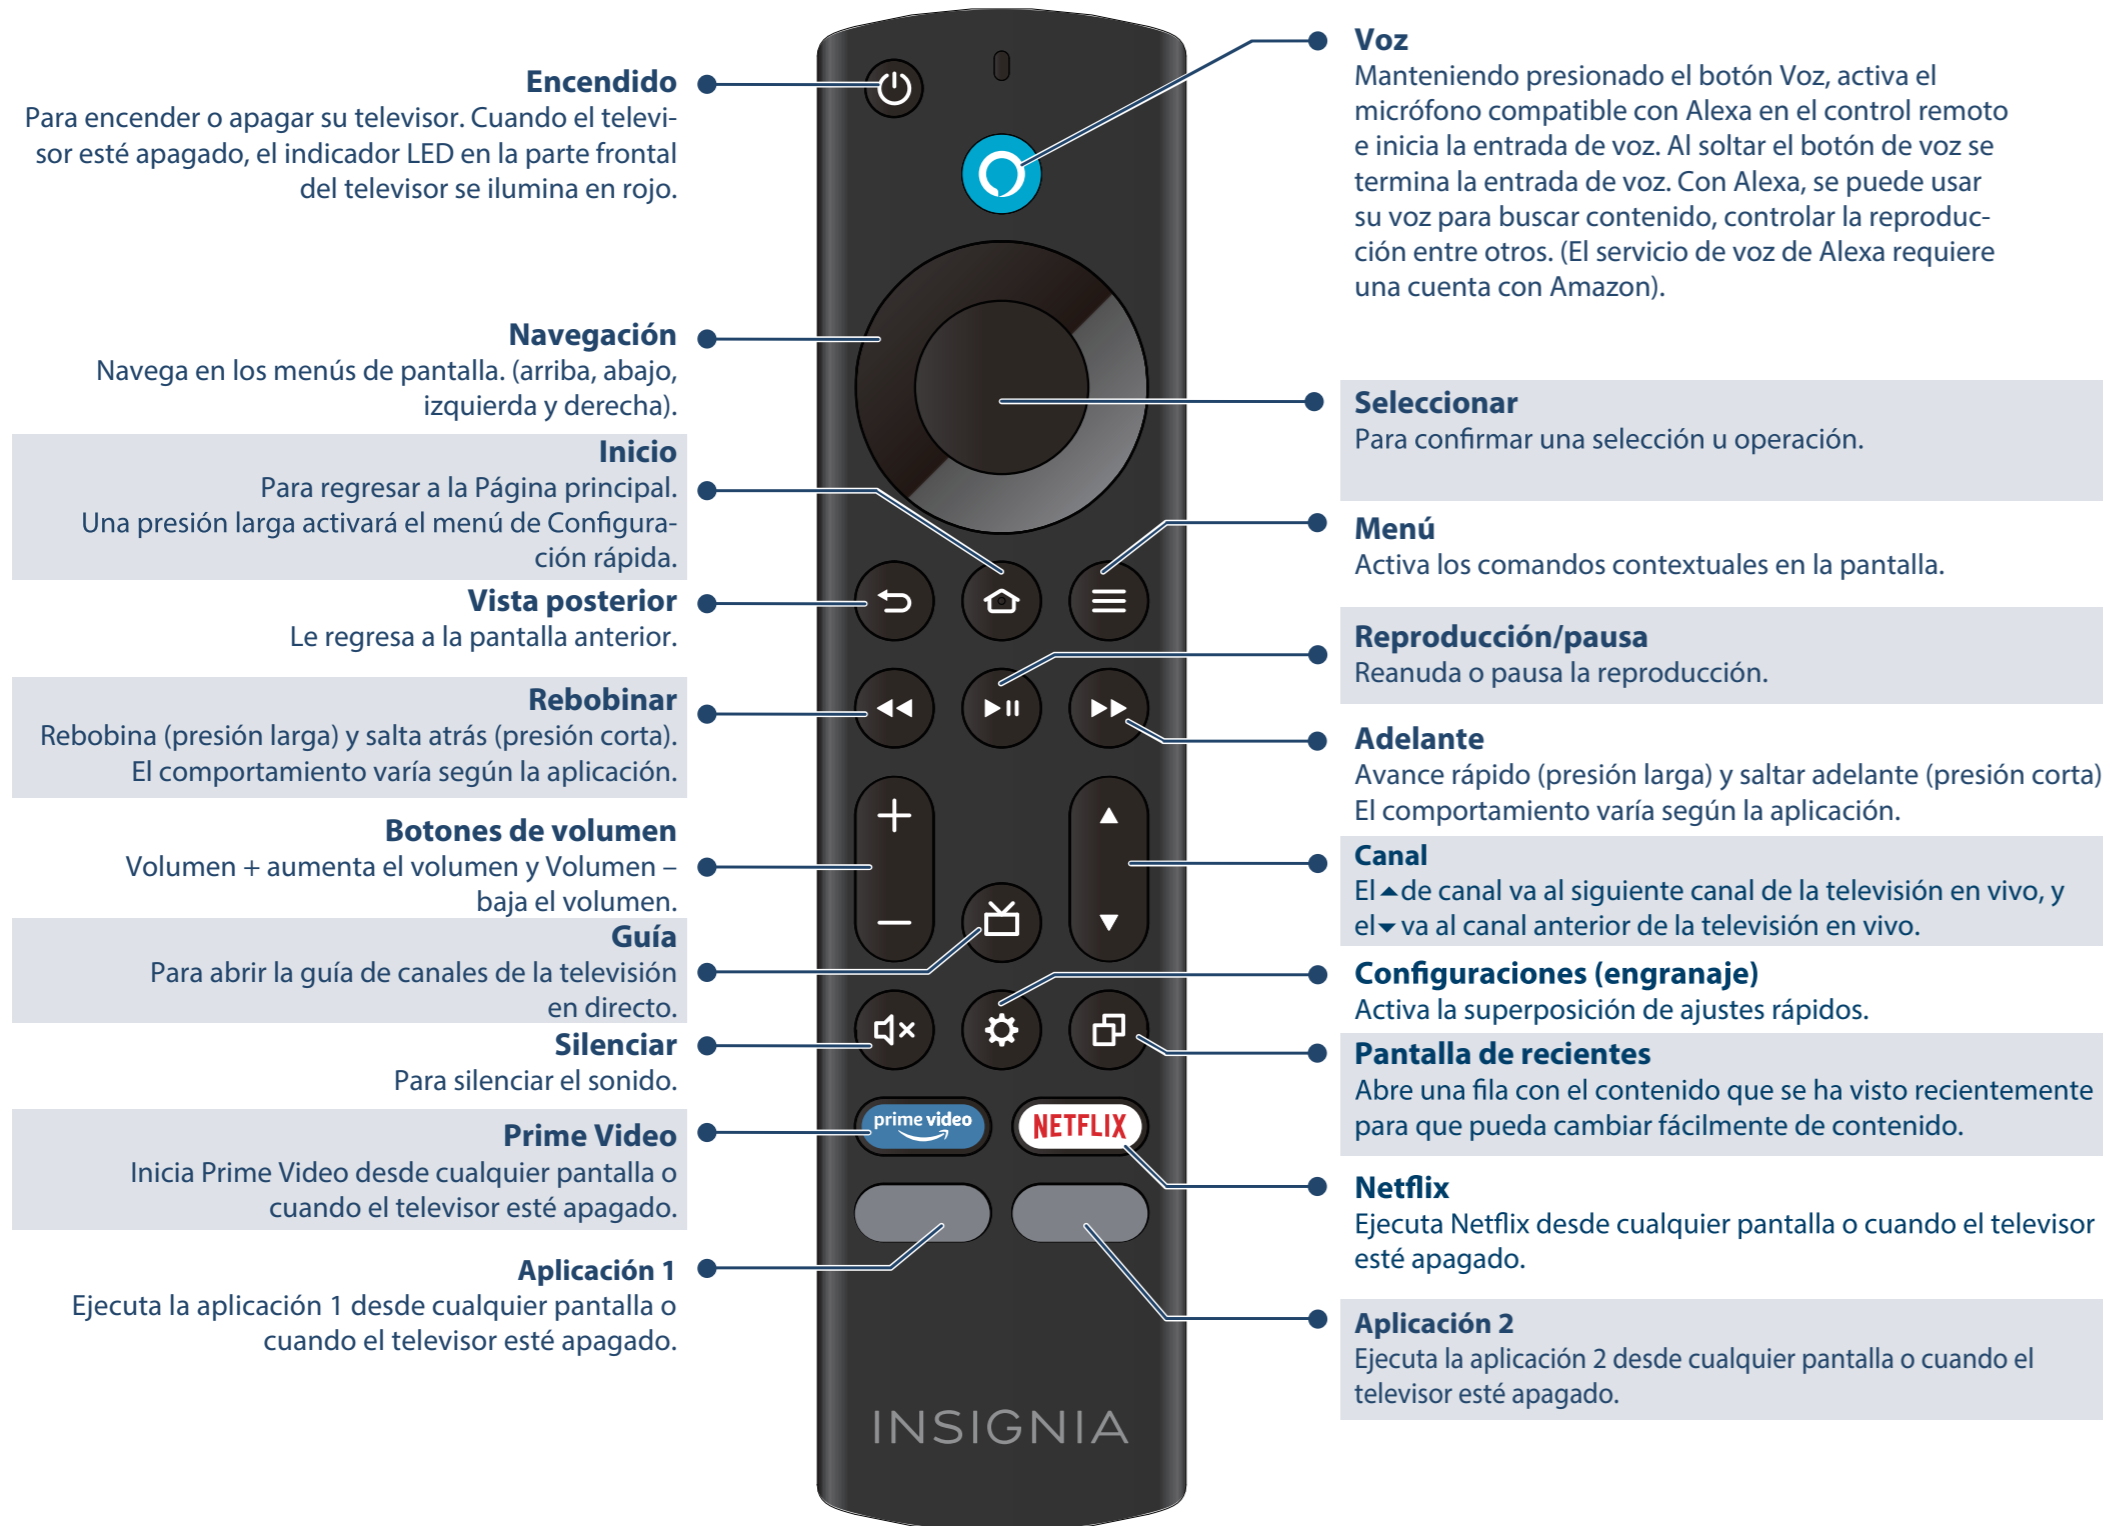 Encendido
Para encender o apagar su televisor. Cuando el televi-
sor esté apagado, el indicador LED en la parte frontal
del televisor se ilumina en rojo.
Navegación
Navega en los menús de pantalla. (arriba, abajo,
izquierda y derecha).
Inicio
Para regresar a la Página principal.
Una presión larga activará el menú de Configura-
ción rápida.
Vista posterior
Le regresa a la pantalla anterior.
Rebobinar
Rebobina (presión larga) y salta atrás (presión corta).
El comportamiento varía según la aplicación.
Botones de volumen
Volumen + aumenta el volumen y Volumen –
baja el volumen.
Guía
Para abrir la guía de canales de la televisión
en directo.
Silenciar
Para silenciar el sonido.
Prime Video
Inicia Prime Video desde cualquier pantalla o
cuando el televisor esté apagado.
Aplicación 1
Ejecuta la aplicación 1 desde cualquier pantalla o
cuando el televisor esté apagado.
prime video
NETFLIX
INSIGNIA
Voz
Manteniendo presionado el botón Voz, activa el
micrófono compatible con Alexa en el control remoto
e inicia la entrada de voz. Al soltar el botón de voz se
termina la entrada de voz. Con Alexa, se puede usar
su voz para buscar contenido, controlar la reproduc-
ción entre otros. (El servicio de voz de Alexa requiere
una cuenta con Amazon).
Seleccionar
Para confirmar una selección u operación.
Menú
Activa los comandos contextuales en la pantalla.
Reproducción/pausa
Reanuda o pausa la reproducción.
Adelante
Avance rápido (presión larga) y saltar adelante (presión corta)
El comportamiento varía según la aplicación.
Canal
El ▲ de canal va al siguiente canal de la televisión en vivo, y
el ▼ va al canal anterior de la televisión en vivo.
Configuraciones (engranaje)
Activa la superposición de ajustes rápidos.
Pantalla de recientes
Abre una fila con el contenido que se ha visto recientemente
para que pueda cambiar fácilmente de contenido.
Netflix
Ejecuta Netflix desde cualquier pantalla o cuando el televisor
esté apagado.
Aplicación 2
Ejecuta la aplicación 2 desde cualquier pantalla o cuando el
televisor esté apagado.